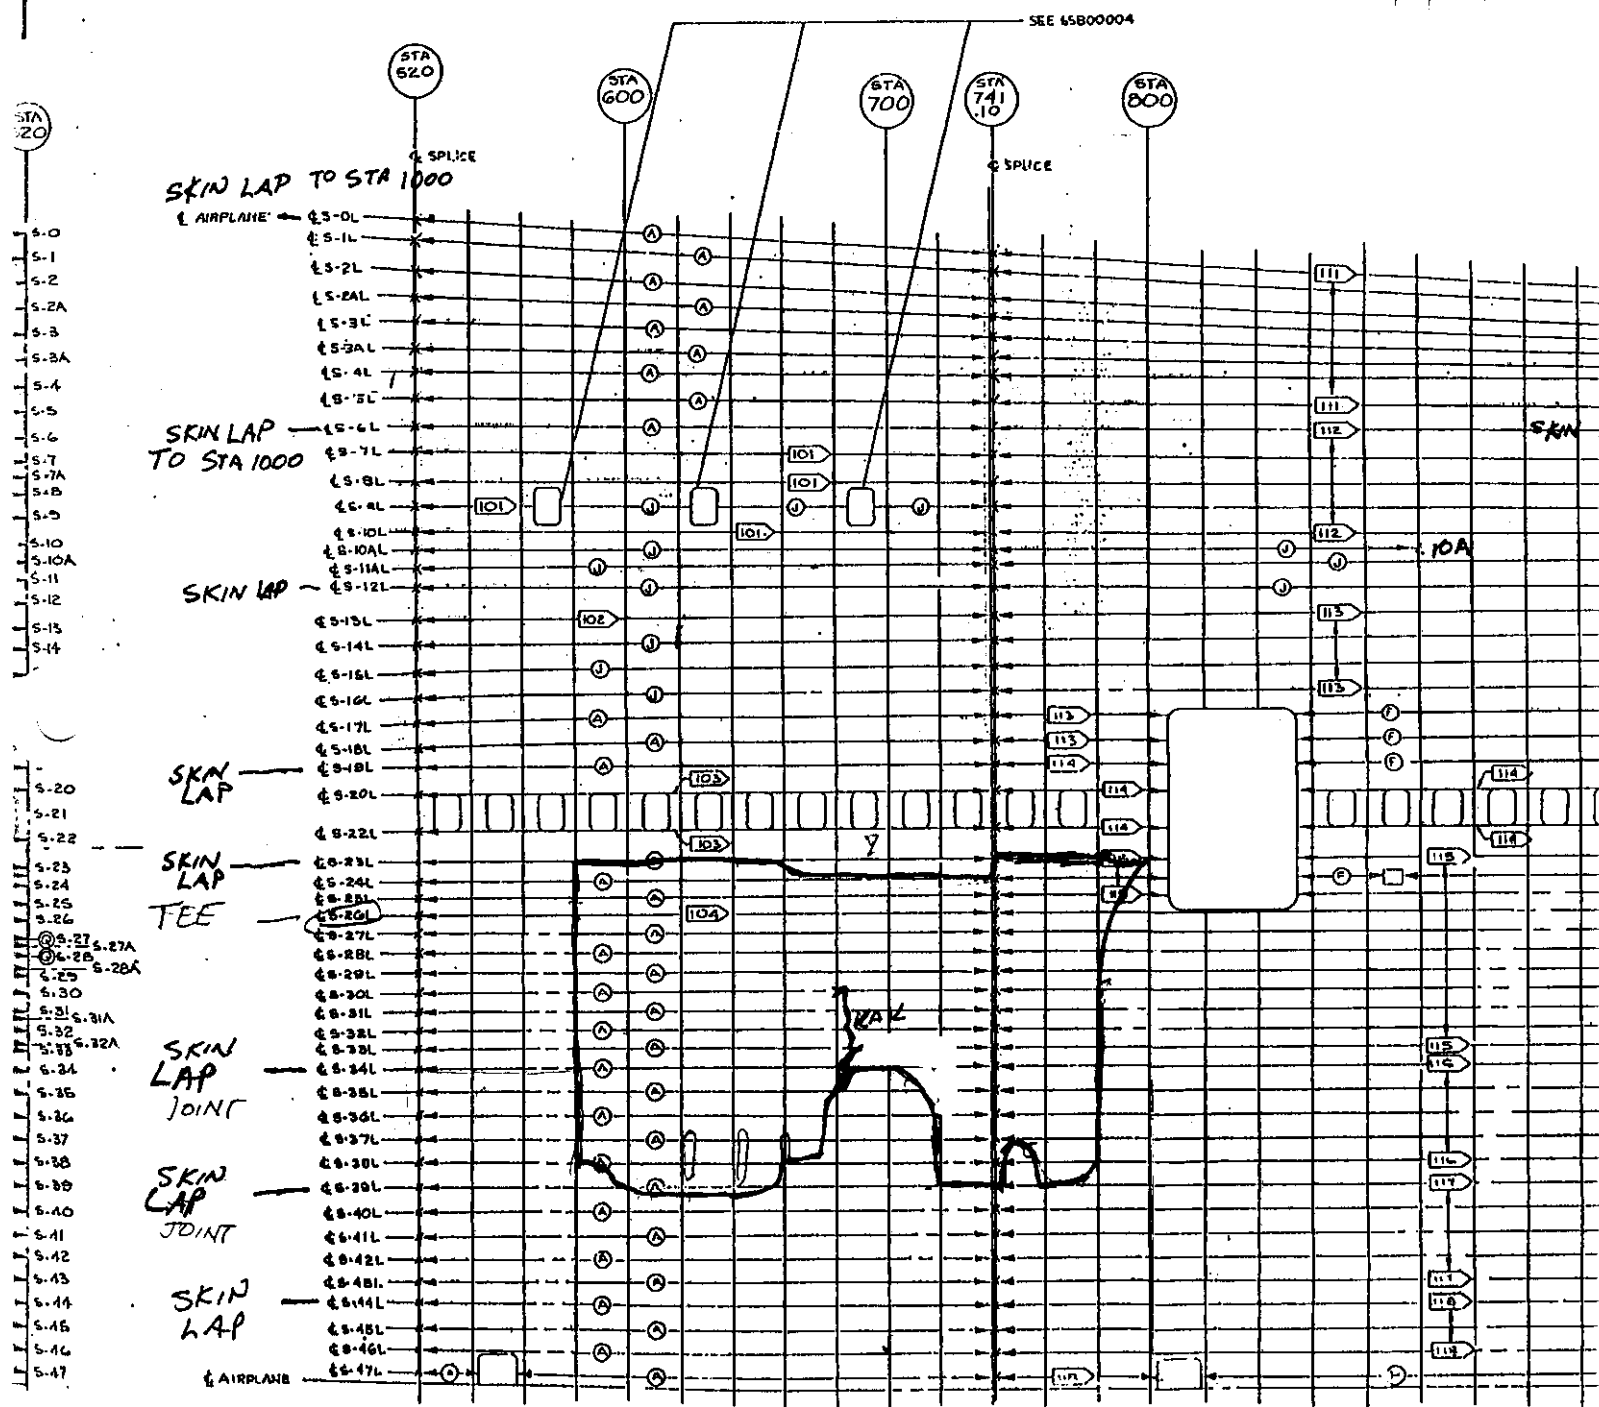 SEE 65B00004
STA 520
STA 600
STA 700
STA 741 .10
STA 800
℄ SPLICE
℄ SPLICE
SKIN LAP TO STA 1000
℄ AIRPLANE
℄ S-0L
℄ S-1L
℄ S-2L
℄ S-2AL
℄ S-3L
℄ S-3AL
℄ S-4L
℄ S-5L
SKIN LAP
TO STA 1000
℄ S-6L
℄ S-7L
℄ S-8L
℄ S-9L
℄ S-10L
℄ S-10AL
℄ S-11AL
SKIN LAP
℄ S-12L
℄ S-13L
℄ S-14L
℄ S-15L
℄ S-16L
℄ S-17L
℄ S-18L
SKIN
LAP
℄ S-19L
℄ S-20L
℄ S-22L
SKIN
LAP
℄ S-23L
℄ S-24L
℄ S-25L
TEE
℄ S-26L
℄ S-27L
℄ S-28L
℄ S-29L
℄ S-30L
℄ S-31L
℄ S-32L
℄ S-33L
SKIN
LAP
JOINT
℄ S-34L
℄ S-35L
℄ S-36L
℄ S-37L
℄ S-38L
SKIN
LAP
JOINT
℄ S-39L
℄ S-40L
℄ S-41L
℄ S-42L
℄ S-43L
SKIN
LAP
℄ S-44L
℄ S-45L
℄ S-46L
℄ S-47L
℄ AIRPLANE
S-0
S-1
S-2
S-2A
S-3
S-3A
S-4
S-5
S-6
S-7
S-7A
S-8
S-9
S-10
S-10A
S-11
S-12
S-13
S-14
S-20
S-21
S-22
S-23
S-24
S-25
S-26
S-27
S-27A
S-28
S-28A
S-29
S-30
S-31
S-31A
S-32
S-32A
S-33
S-34
S-35
S-36
S-37
S-38
S-39
S-40
S-41
S-42
S-43
S-44
S-45
S-46
S-47
101
101
101
101
102
103
103
104
111
111
112
112
10A
113
113
113
113
114
114
114
114
114
115
115
116
116
117
117
118
118
SKIN